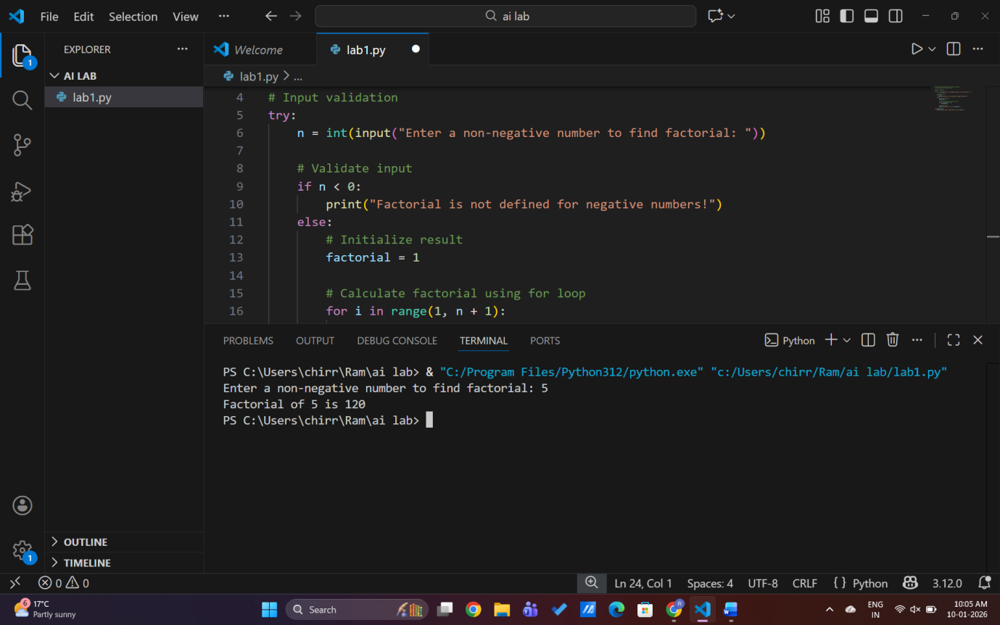 File Edit Selection View ... ai lab
EXPLORER ...
Welcome lab1.py
AI LAB
lab1.py > ...
lab1.py
4 # Input validation
5 try:
6 n = int(input("Enter a non-negative number to find factorial: "))
7
8 # Validate input
9 if n < 0:
10 print("Factorial is not defined for negative numbers!")
11 else:
12 # Initialize result
13 factorial = 1
14
15 # Calculate factorial using for loop
16 for i in range(1, n + 1):
PROBLEMS OUTPUT DEBUG CONSOLE TERMINAL PORTS Python
PS C:\Users\chirr\Ram\ai lab> & "C:/Program Files/Python312/python.exe" "c:/Users/chirr/Ram/ai lab/lab1.py"
Enter a non-negative number to find factorial: 5
Factorial of 5 is 120
PS C:\Users\chirr\Ram\ai lab>
1
1
OUTLINE
TIMELINE
0 0 Ln 24, Col 1 Spaces: 4 UTF-8 CRLF { } Python 3.12.0
6 17°C
Partly sunny
Search
R
ENG
IN
10:05 AM
10-01-2026